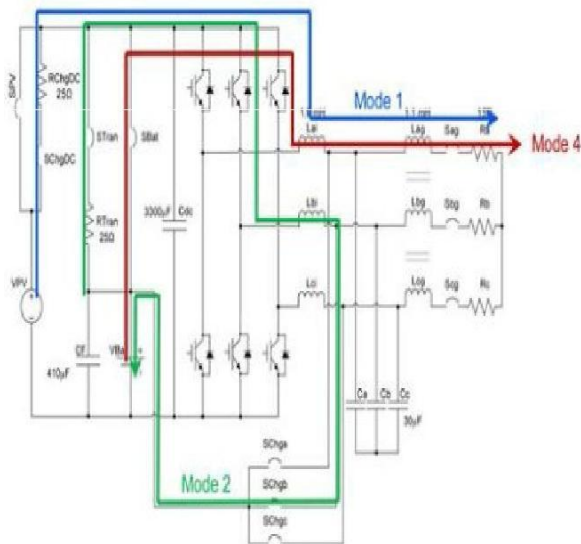 SPV
RChgDC
25Ω
Mode 1
STran
SBat
SChgDC
Lai
Lag
Sag
Ra
Mode 4
RTran
25Ω
3300μF
Cdc
Lbi
Lbg
Sbg
Rb
VPV
Lci
Lcg
Scg
Rc
Cf
410μF
Ca
Cb
Cc
30μF
SChga
Mode 2
SChgb
SChgc